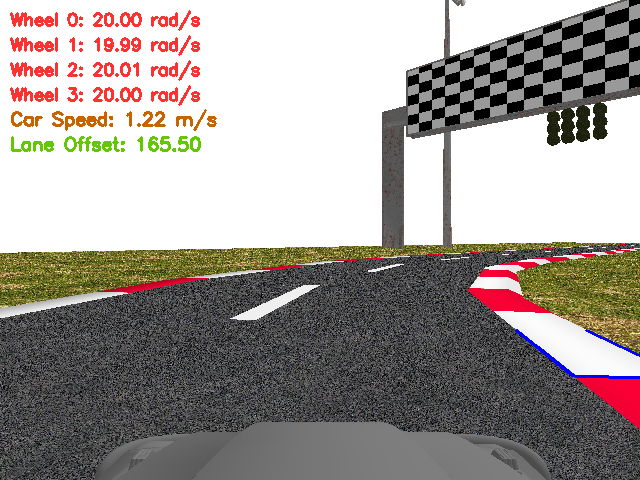 Wheel 0: 20.00 rad/s
Wheel 1: 19.99 rad/s
Wheel 2: 20.01 rad/s
Wheel 3: 20.00 rad/s
Car Speed: 1.22 m/s
Lane Offset: 165.50